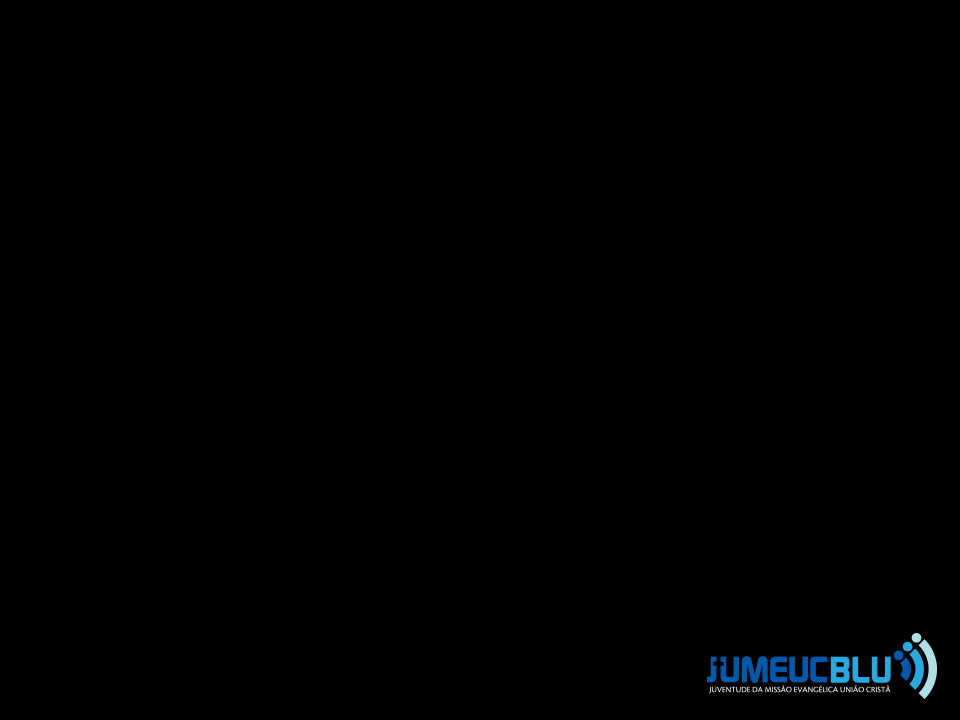 JUMEUCBLU
JUVENTUDE DA MISSÃO EVANGÉLICA UNIÃO CRISTÃ